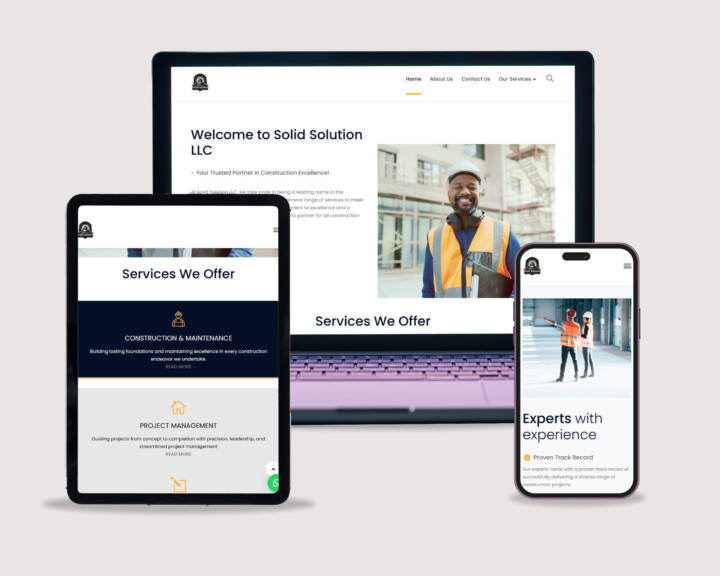 Home About Us Contact Us Our Services
Welcome to Solid Solution
LLC
– Your Trusted Partner in Construction Excellence!
At Solid Solution LLC, we take pride in being a leading name in the
range of services to meet
to excellence and a
partner for all construction
Services We Offer
Services We Offer
CONSTRUCTION & MAINTENANCE
Building lasting foundations and maintaining excellence in every construction
endeavor we undertake.
READ MORE
PROJECT MANAGEMENT
Guiding projects from concept to completion with precision, leadership, and
streamlined project management
READ MORE
Experts with
experience
Proven Track Record
Our experts come with a proven track record of
successfully delivering a diverse range of
construction projects